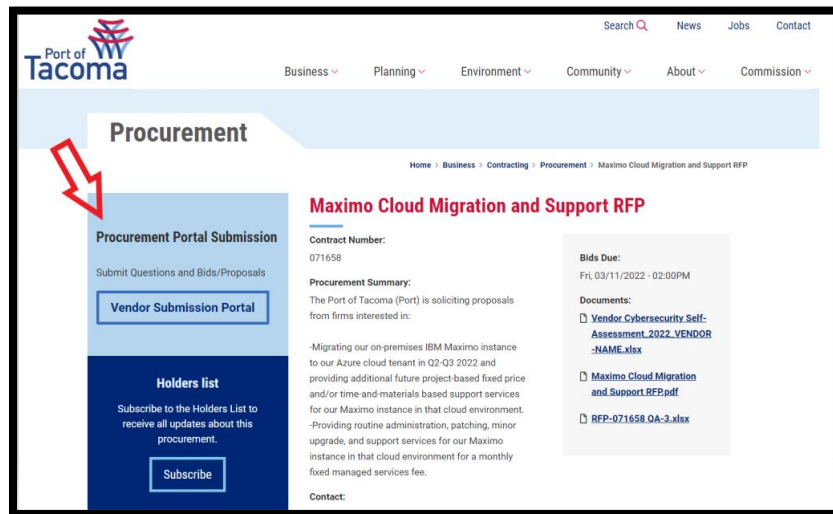 Port of
Tacoma
Search
News
Jobs
Contact
Business
Planning
Environment
Community
About
Commission
Procurement
Home > Business > Contracting > Procurement > Maximo Cloud Migration and Support RFP
Procurement Portal Submission
Submit Questions and Bids/Proposals
Vendor Submission Portal
Holders list
Subscribe to the Holders List to
receive all updates about this
procurement.
Subscribe
Maximo Cloud Migration and Support RFP
Contract Number:
071658
Procurement Summary:
The Port of Tacoma (Port) is soliciting proposals
from firms interested in:
-Migrating our on-premises IBM Maximo instance
to our Azure cloud tenant in Q2-Q3 2022 and
providing additional future project-based fixed price
and/or time-and-materials based support services
for our Maximo instance in that cloud environment.
-Providing routine administration, patching, minor
upgrade, and support services for our Maximo
instance in that cloud environment for a monthly
fixed managed services fee.
Contact:
Bids Due:
Fri, 03/11/2022 - 02:00PM
Documents:
Vendor Cybersecurity Self-
Assessment_2022_VENDOR
-NAME.xlsx
Maximo Cloud Migration
and Support RFP.pdf
RFP-071658 QA-3.xlsx